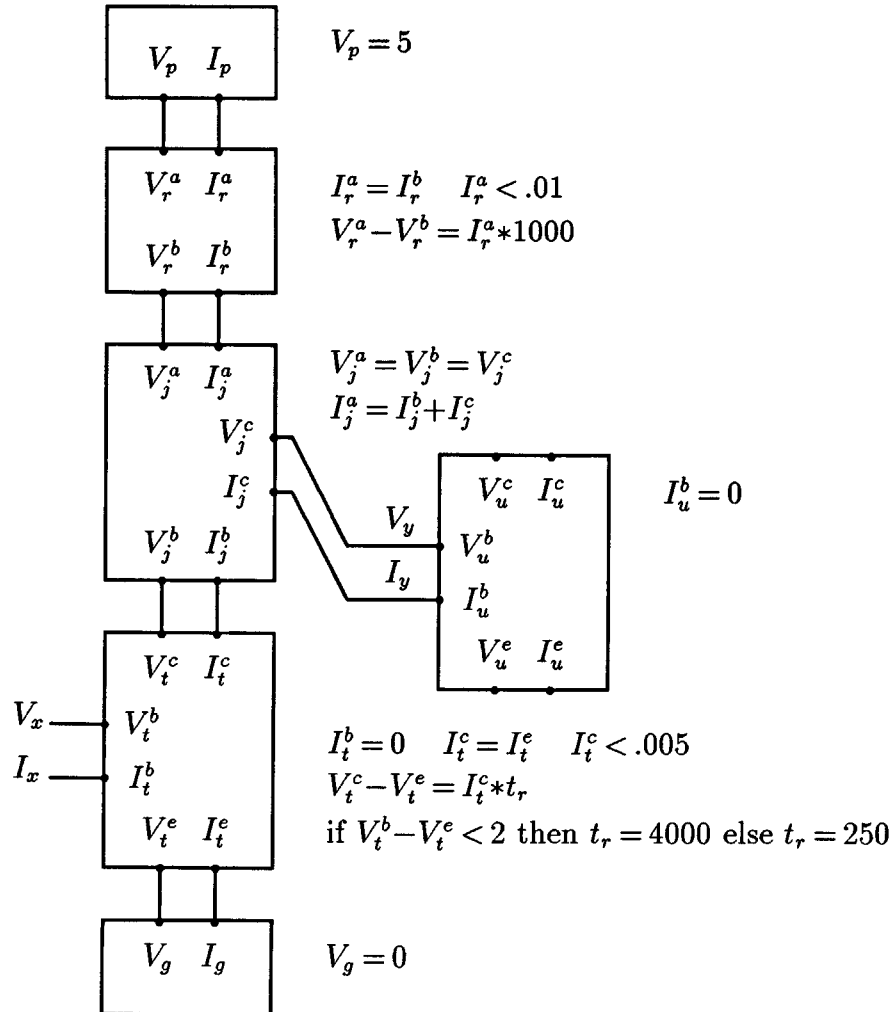 V_p I_p V_p = 5
V_r^a I_r^a I_r^a = I_r^b I_r^a < .01
V_r^a − V_r^b = I_r^a * 1000
V_r^b I_r^b
V_j^a I_j^a V_j^a = V_j^b = V_j^c
I_j^a = I_j^b + I_j^c
V_j^c
I_j^c
V_j^b I_j^b
V_y
I_y
V_u^c I_u^c I_u^b = 0
V_u^b
I_u^b
V_u^e I_u^e
V_t^c I_t^c
V_x V_t^b
I_x I_t^b
V_t^e I_t^e
I_t^b = 0 I_t^c = I_t^e I_t^c < .005
V_t^c − V_t^e = I_t^c * t_r
if V_t^b − V_t^e < 2 then t_r = 4000 else t_r = 250
V_g I_g V_g = 0